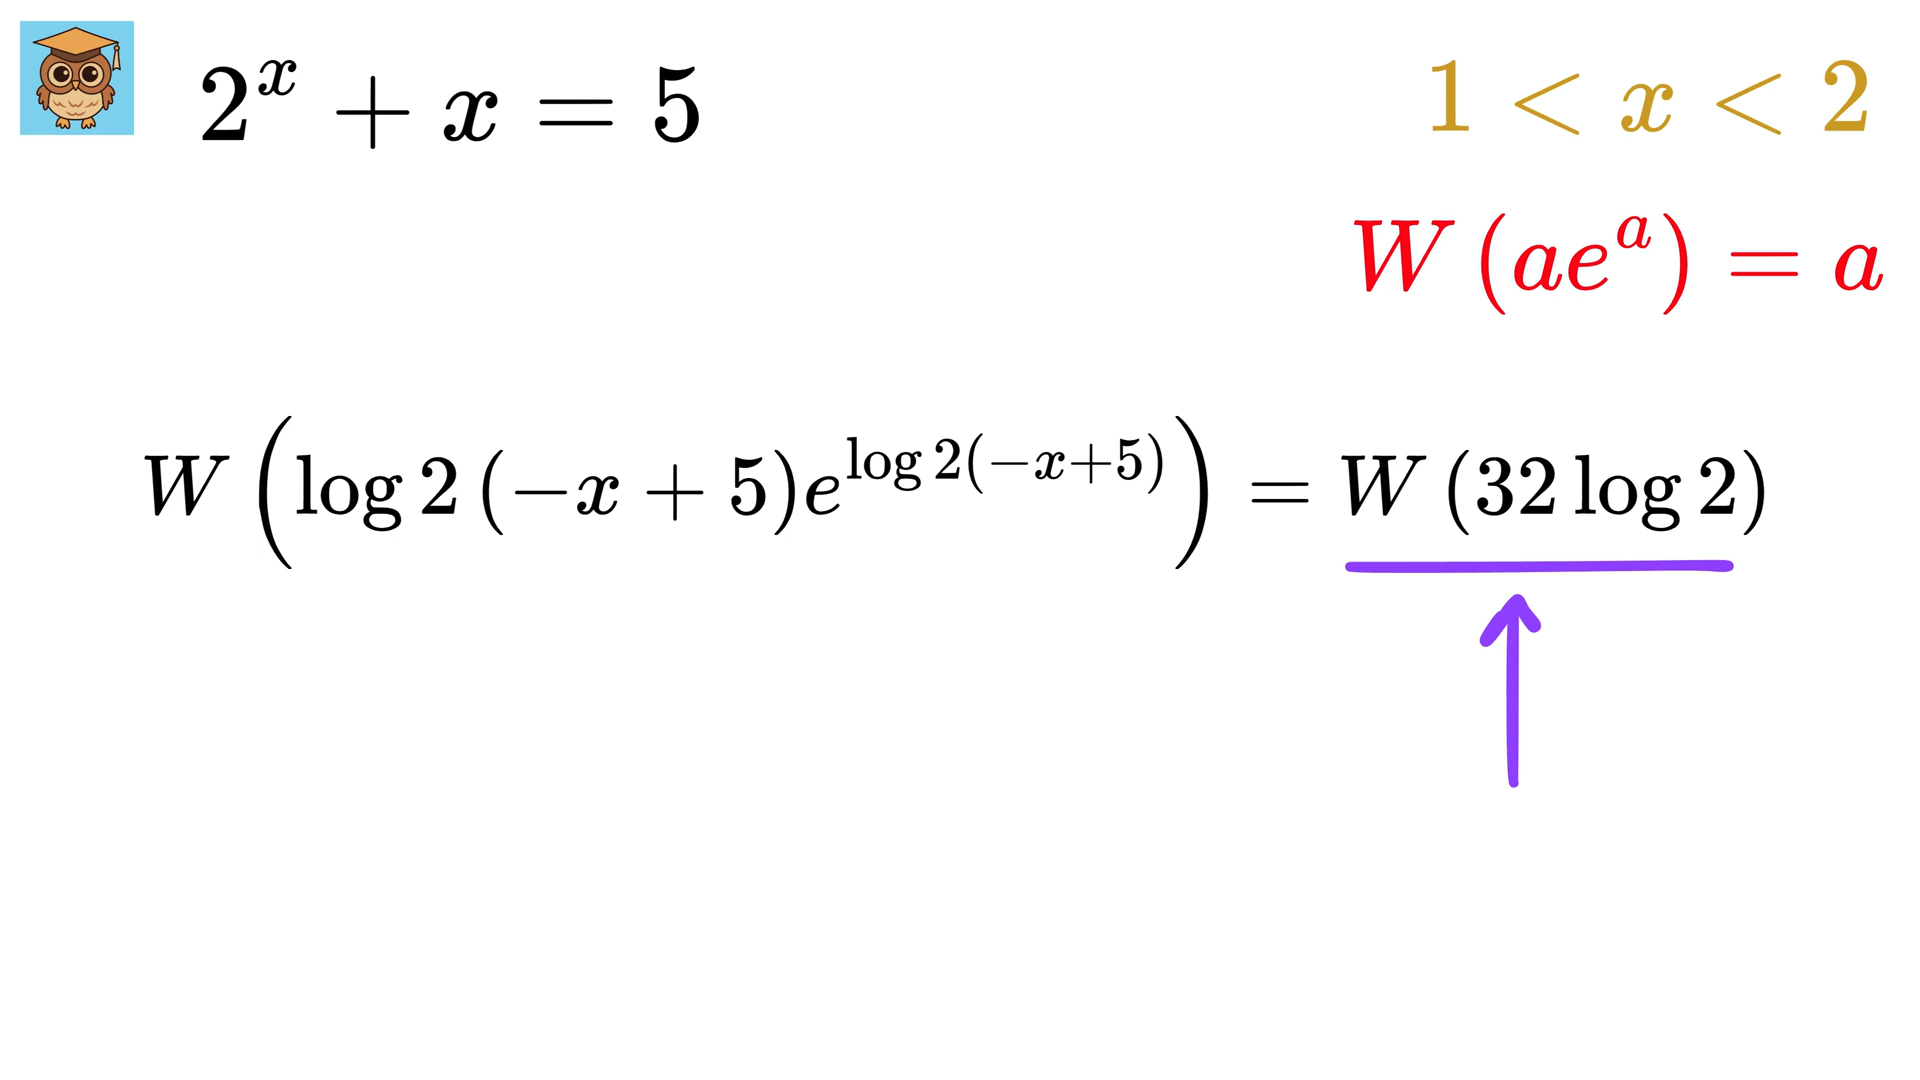 2^x + x = 5
1 < x < 2
W (ae^a) = a
W (log 2 (−x + 5)e^{log 2(−x+5)}) = W (32 log 2)